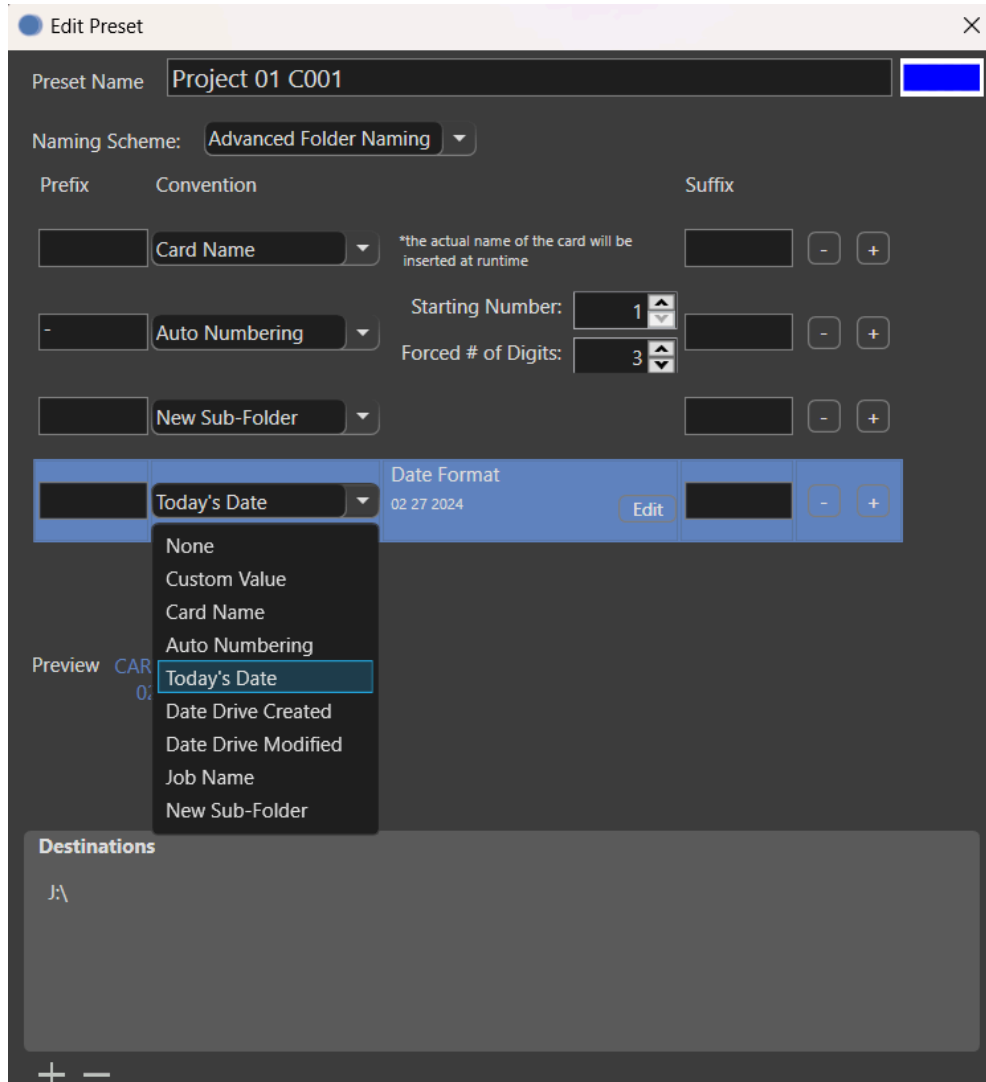 Edit Preset
Preset Name Project 01 C001
Naming Scheme: Advanced Folder Naming
Prefix Convention Suffix
Card Name *the actual name of the card will be
inserted at runtime - +
- Auto Numbering Starting Number: 1 - +
Forced # of Digits: 3
New Sub-Folder - +
Date Format
Today's Date 02 27 2024 Edit - +
None
Custom Value
Card Name
Auto Numbering
Preview CAR
Today's Date
02
Date Drive Created
Date Drive Modified
Job Name
New Sub-Folder
Destinations
J:\
+ −